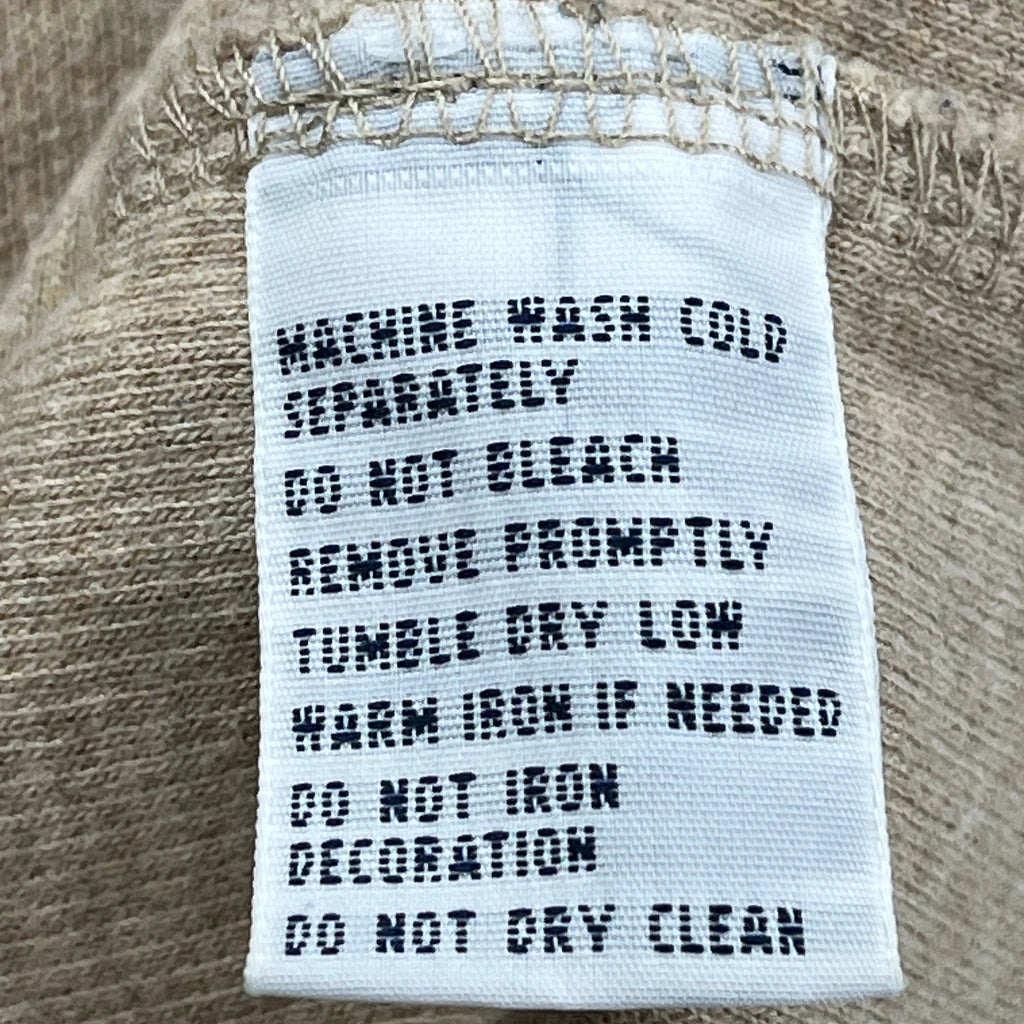 MACHINE WASH COLD
SEPARATELY
DO NOT BLEACH
REMOVE PROMPTLY
TUMBLE DRY LOW
WARM IRON IF NEEDED
DO NOT IRON
DECORATION
DO NOT DRY CLEAN